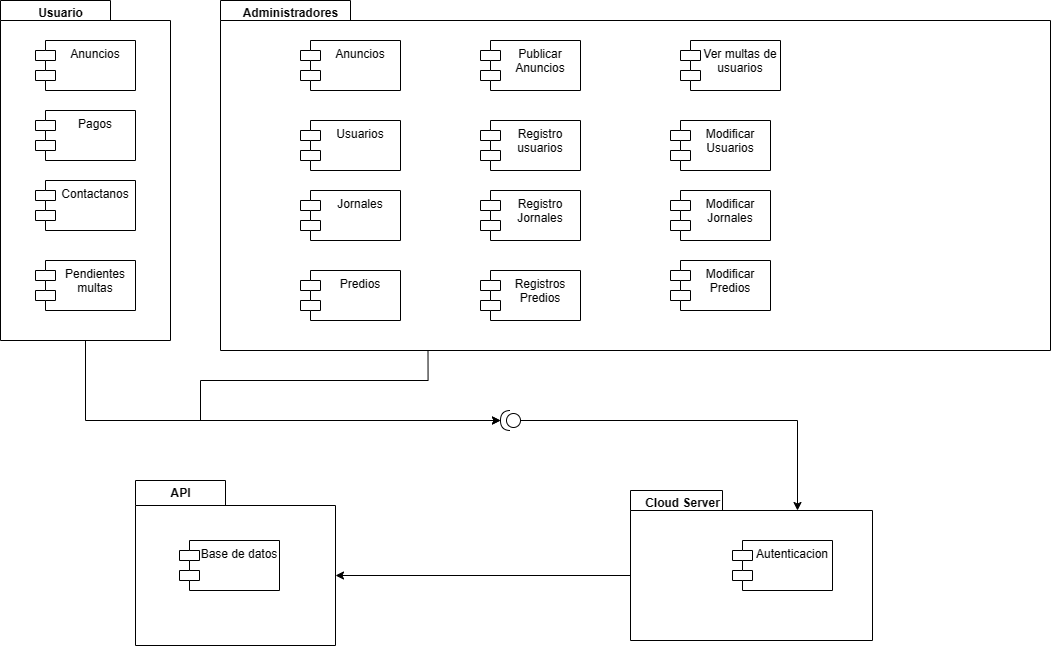 Usuario
Anuncios
Pagos
Contactanos
Pendientes
multas
Administradores
Anuncios
Publicar
Anuncios
Ver multas de
usuarios
Usuarios
Registro
usuarios
Modificar
Usuarios
Jornales
Registro
Jornales
Modificar
Jornales
Predios
Registros
Predios
Modificar
Predios
API
Base de datos
Cloud Server
Autenticacion